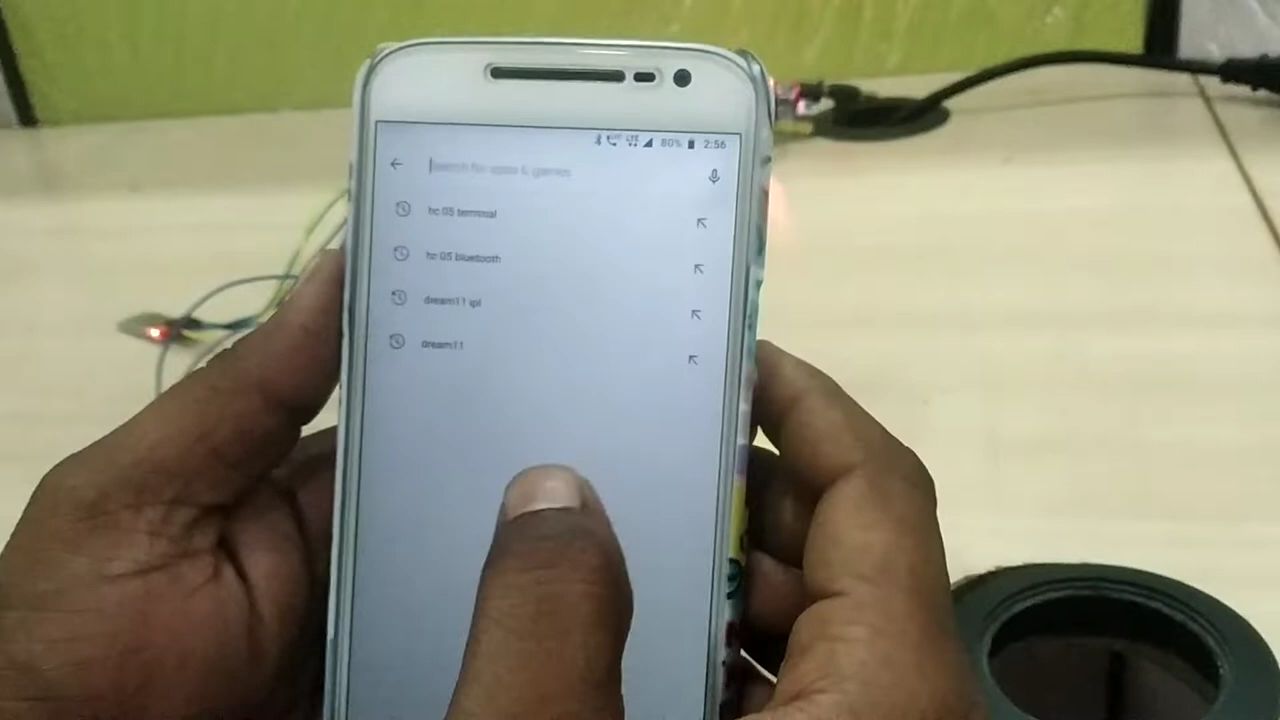 80% 2:56
Search for apps & games
hc 05 terminal
hc 05 bluetooth
dream11 ipl
dream11